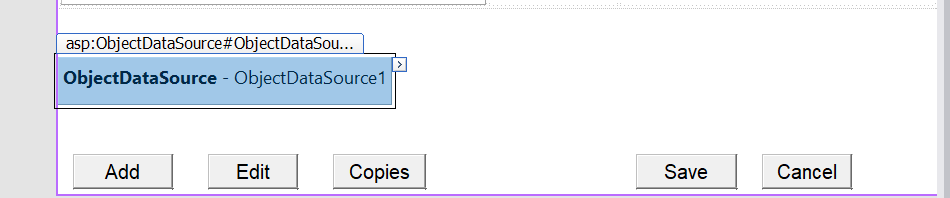 asp:ObjectDataSource#ObjectDataSou...
ObjectDataSource - ObjectDataSource1
Add Edit Copies Save Cancel